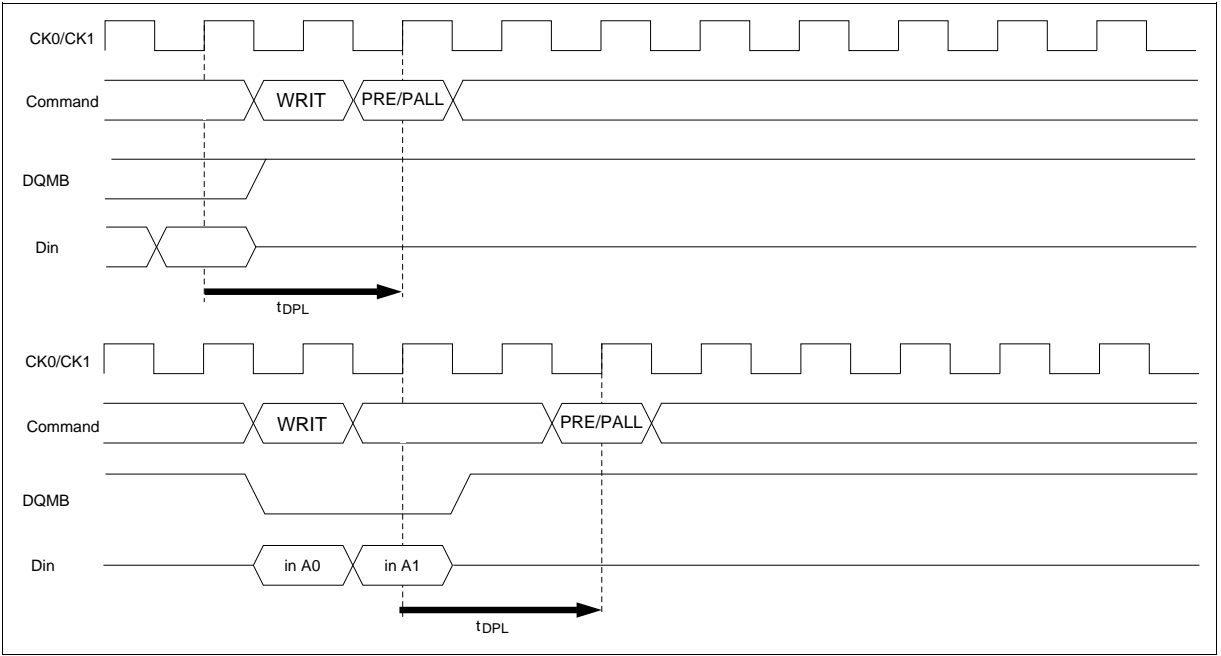 CK0/CK1
Command WRIT PRE/PALL
DQMB
Din
tDPL
CK0/CK1
Command WRIT PRE/PALL
DQMB
Din in A0 in A1
tDPL